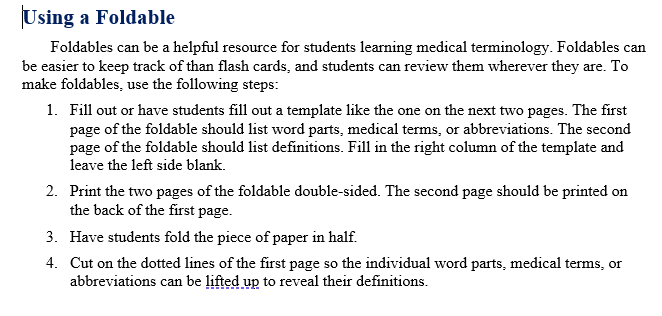 Using a Foldable
Foldables can be a helpful resource for students learning medical terminology. Foldables can
be easier to keep track of than flash cards, and students can review them wherever they are. To
make foldables, use the following steps:
1. Fill out or have students fill out a template like the one on the next two pages. The first
page of the foldable should list word parts, medical terms, or abbreviations. The second
page of the foldable should list definitions. Fill in the right column of the template and
leave the left side blank.
2. Print the two pages of the foldable double-sided. The second page should be printed on
the back of the first page.
3. Have students fold the piece of paper in half.
4. Cut on the dotted lines of the first page so the individual word parts, medical terms, or
abbreviations can be lifted up to reveal their definitions.